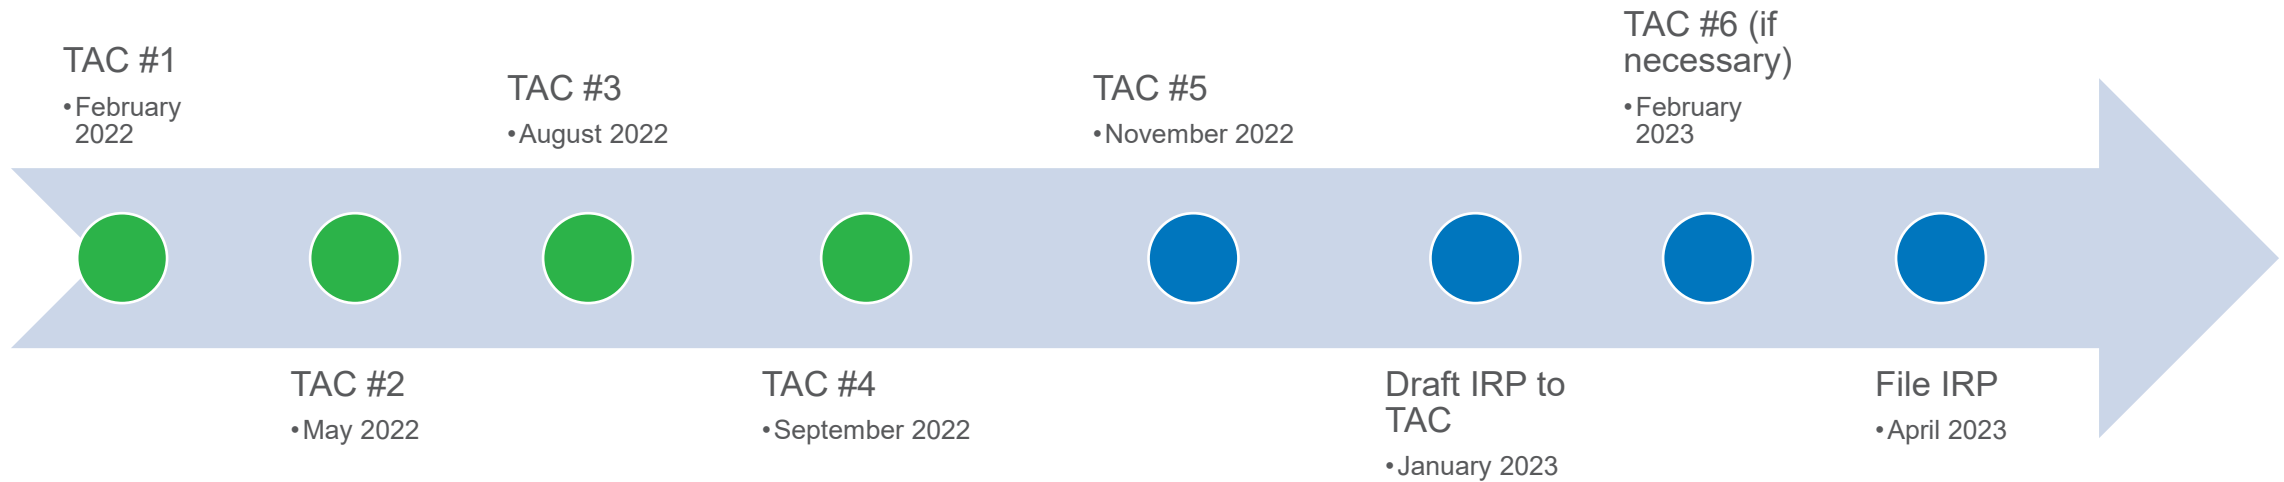 TAC #1
•February
2022
TAC #2
•May 2022
TAC #3
•August 2022
TAC #4
•September 2022
TAC #5
•November 2022
Draft IRP to
TAC
•January 2023
TAC #6 (if
necessary)
•February
2023
File IRP
•April 2023